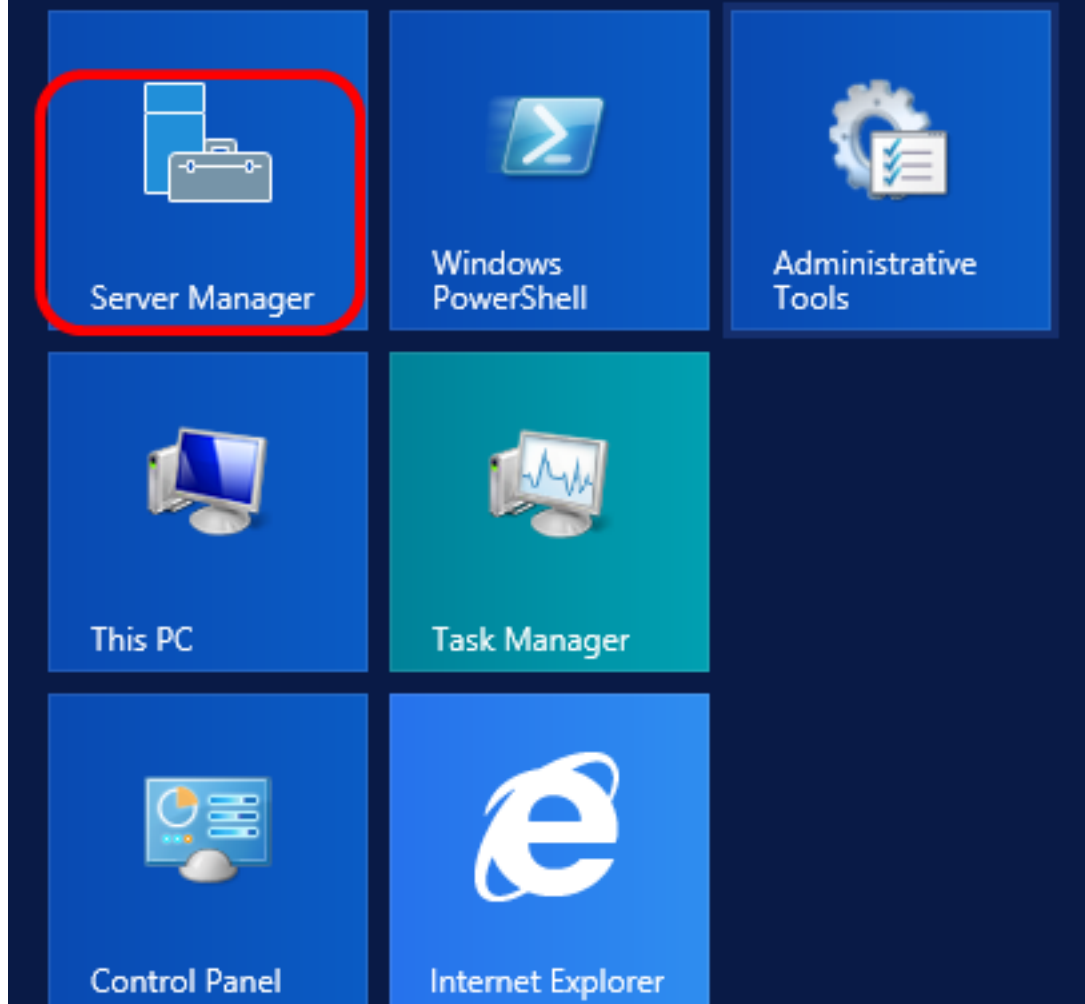 Server Manager
Windows
PowerShell
Administrative
Tools
This PC
Task Manager
Control Panel
Internet Explorer